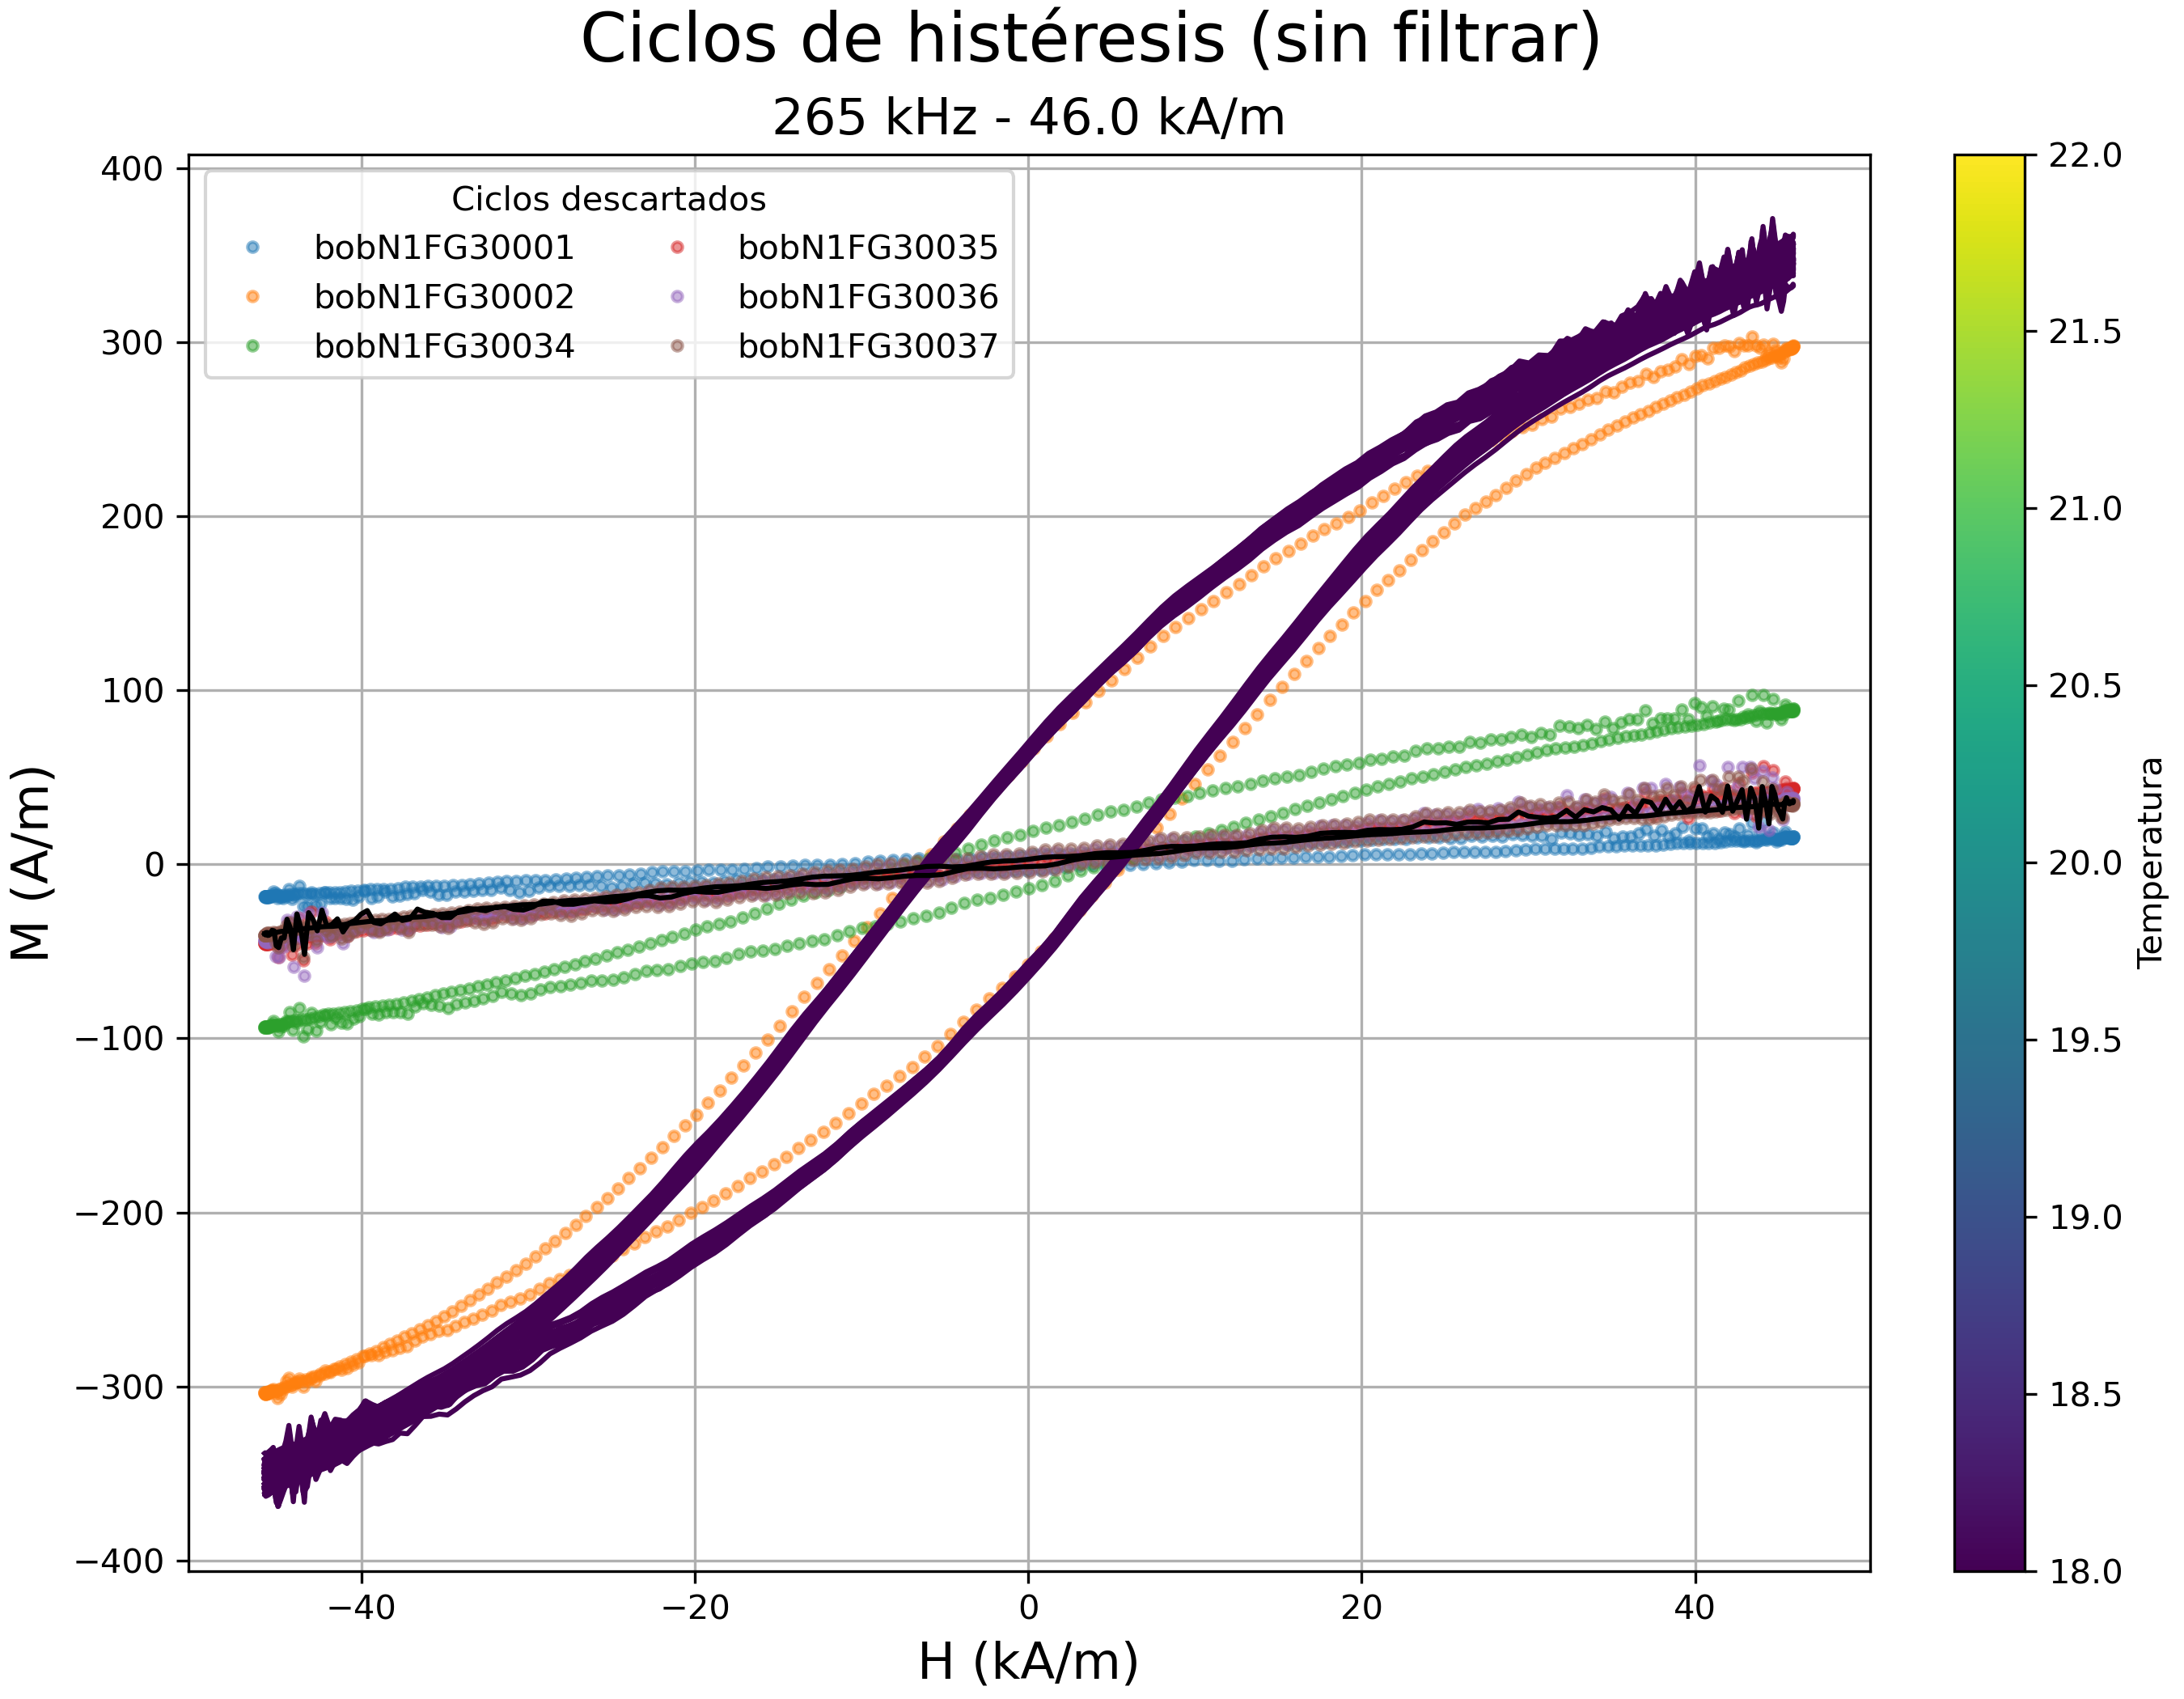 Ciclos de histéresis (sin filtrar)
265 kHz - 46.0 kA/m
Ciclos descartados
bobN1FG30001
bobN1FG30002
bobN1FG30034
bobN1FG30035
bobN1FG30036
bobN1FG30037
400
300
200
100
0
−100
−200
−300
−400
M (A/m)
−40
−20
0
20
40
H (kA/m)
22.0
21.5
21.0
20.5
20.0
19.5
19.0
18.5
18.0
Temperatura